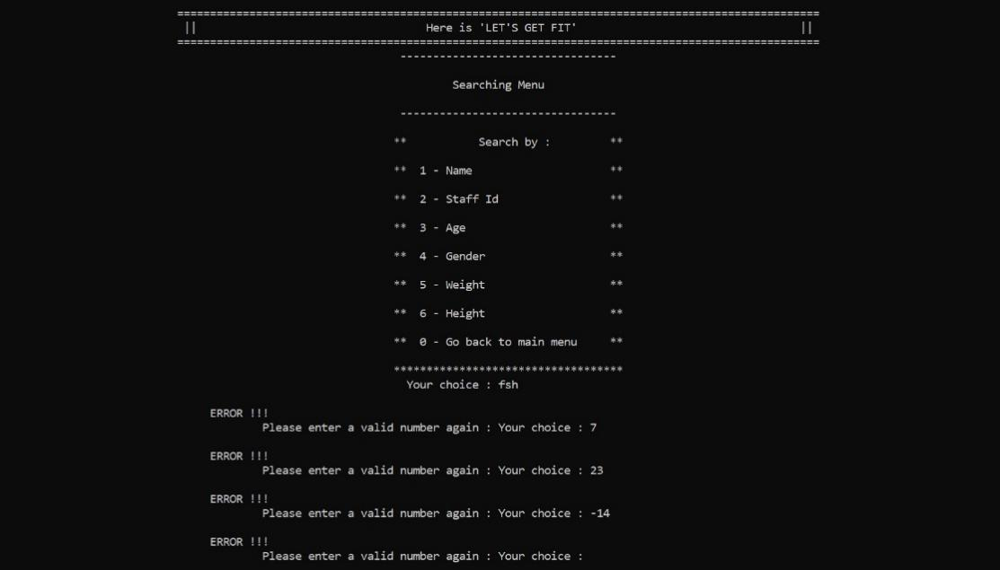 ==================================================================================================
||                                   Here is 'LET'S GET FIT'                                  ||
==================================================================================================
---------------------------------
Searching Menu
---------------------------------
**           Search by :         **
**  1 - Name                     **
**  2 - Staff Id                 **
**  3 - Age                      **
**  4 - Gender                   **
**  5 - Weight                   **
**  6 - Height                   **
**  0 - Go back to main menu     **
***********************************
Your choice : fsh
ERROR !!!
Please enter a valid number again : Your choice : 7
ERROR !!!
Please enter a valid number again : Your choice : 23
ERROR !!!
Please enter a valid number again : Your choice : -14
ERROR !!!
Please enter a valid number again : Your choice :